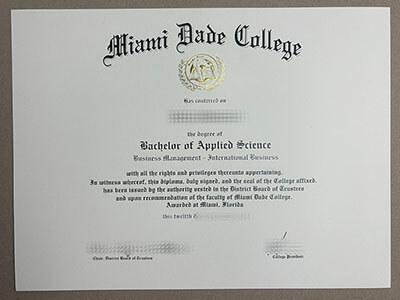 Miami Dade College
Has conferred on
the degree of
Bachelor of Applied Science
Business Management - International Business
with all the rights and privileges thereunto appertaining.
In witness whereof, this diploma, duly signed, and the seal of the College affixed,
has been issued by the authority vested in the District Board of Trustees
and upon recommendation of the faculty of Miami Dade College.
Awarded at Miami, Florida
this twelfth
Chair, District Board of Trustees
College President